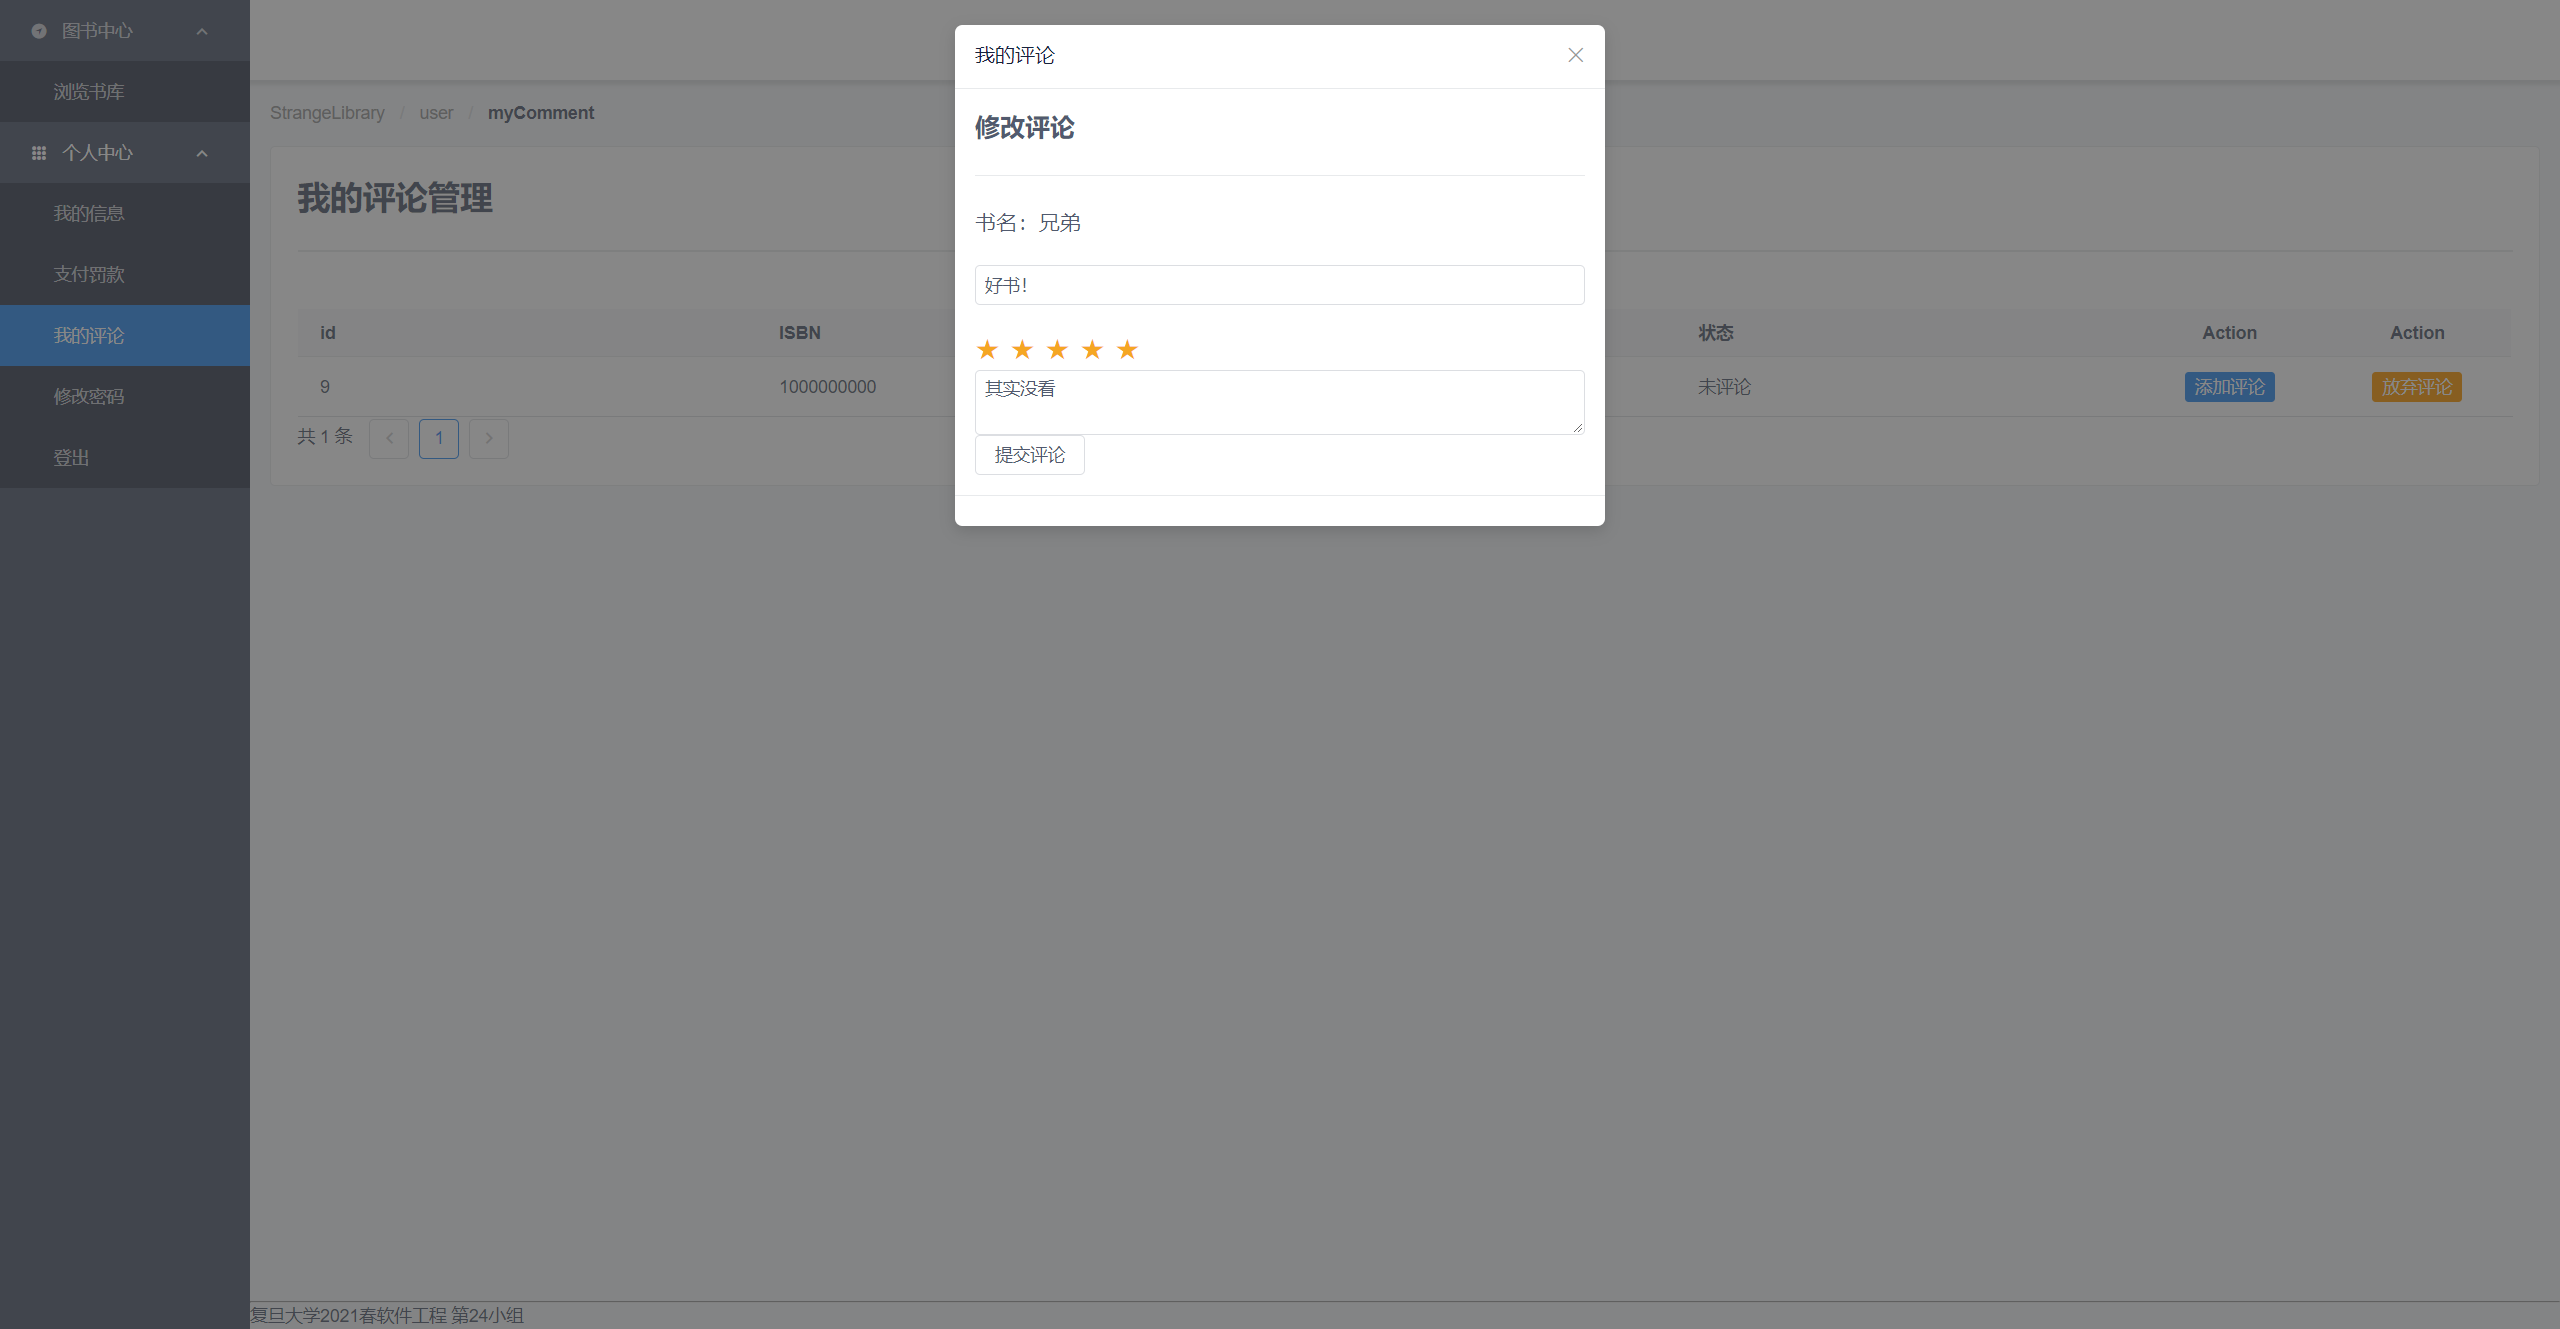 图书中心
浏览书库
个人中心
我的信息
支付罚款
我的评论
修改密码
登出
StrangeLibrary / user / myComment
我的评论管理
id ISBN 状态 Action Action
9 1000000000 未评论 添加评论 放弃评论
共 1 条 1
我的评论
修改评论
书名：兄弟
好书！
其实没看
提交评论
复旦大学2021春软件工程 第24小组